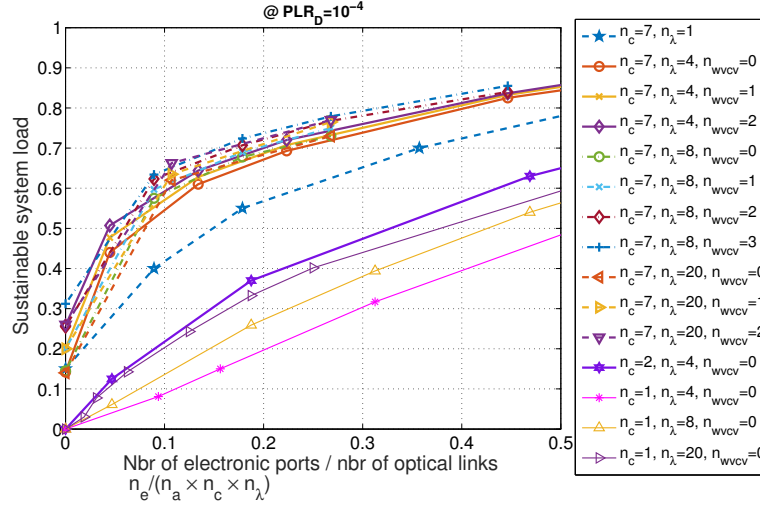 @ PLR_D=10^-4
Sustainable system load
1
0.9
0.8
0.7
0.6
0.5
0.4
0.3
0.2
0.1
0
0
0.1
0.2
0.3
0.4
0.5
Nbr of electronic ports / nbr of optical links
n_e/(n_a × n_c × n_λ)
n_c=7, n_λ=1
n_c=7, n_λ=4, n_wvcv=0
n_c=7, n_λ=4, n_wvcv=1
n_c=7, n_λ=4, n_wvcv=2
n_c=7, n_λ=8, n_wvcv=0
n_c=7, n_λ=8, n_wvcv=1
n_c=7, n_λ=8, n_wvcv=2
n_c=7, n_λ=8, n_wvcv=3
n_c=7, n_λ=20, n_wvcv=0
n_c=7, n_λ=20, n_wvcv=1
n_c=7, n_λ=20, n_wvcv=2
n_c=2, n_λ=4, n_wvcv=0
n_c=1, n_λ=4, n_wvcv=0
n_c=1, n_λ=8, n_wvcv=0
n_c=1, n_λ=20, n_wvcv=0